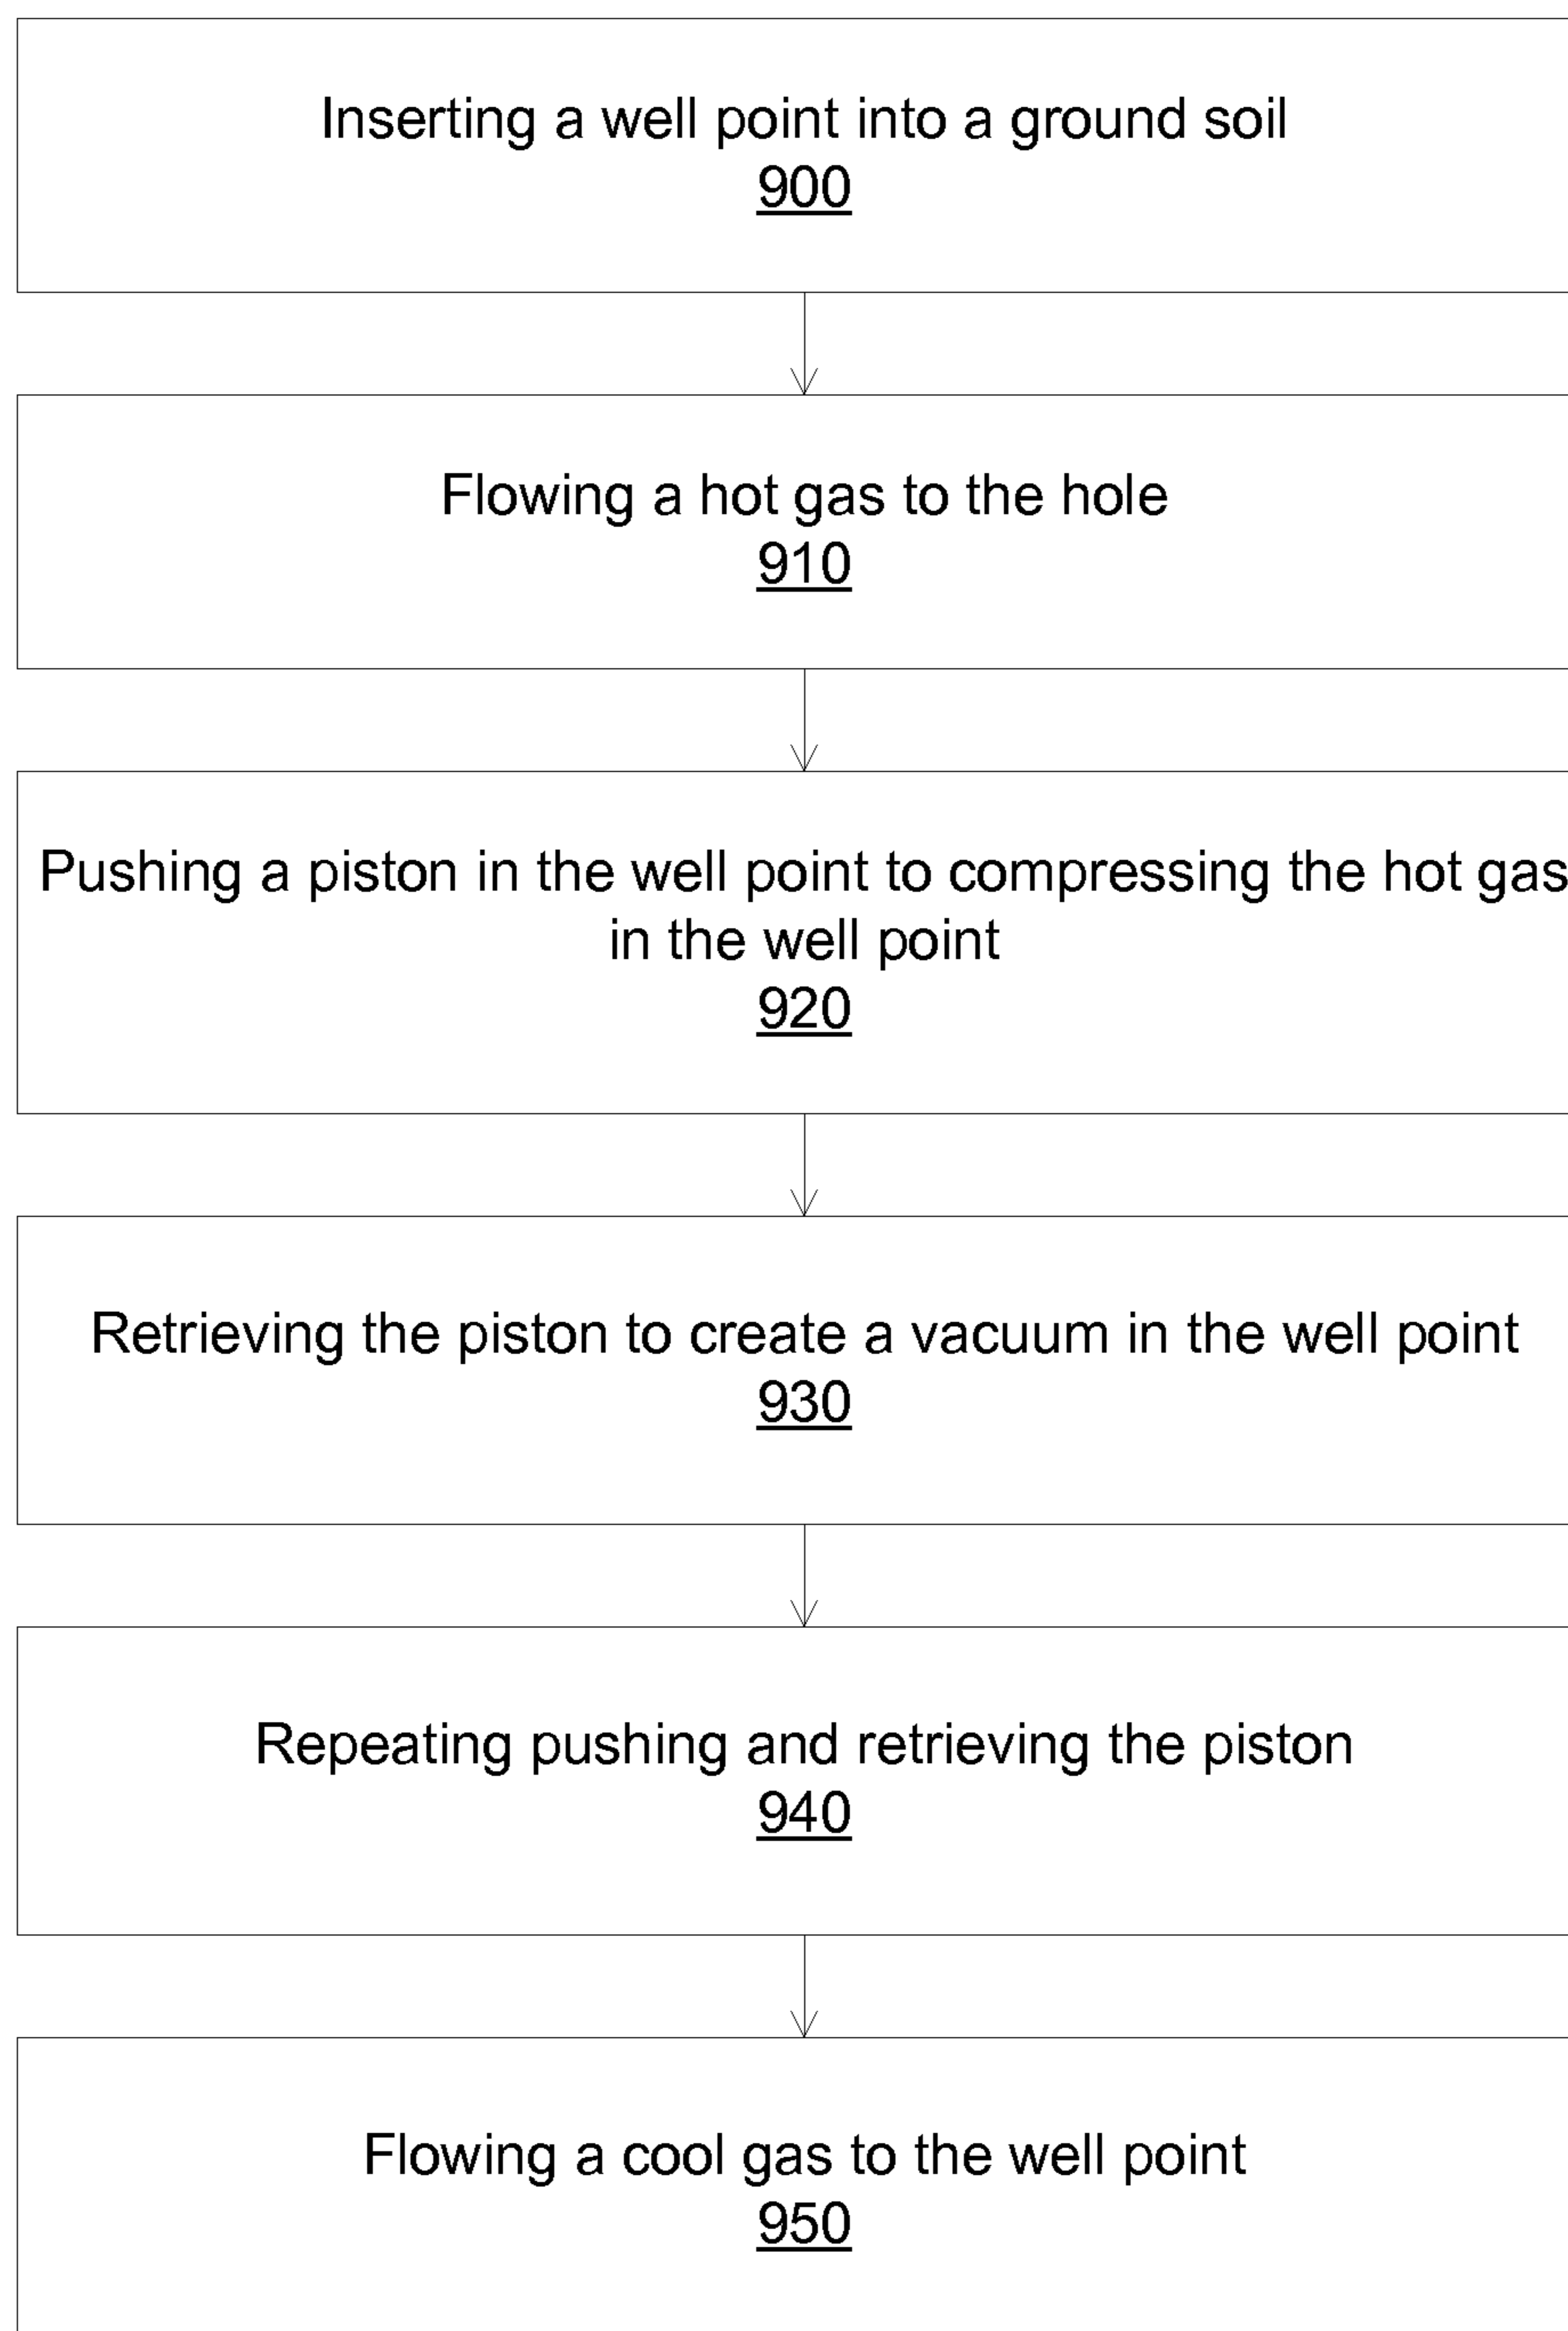 Inserting a well point into a ground soil
900
Flowing a hot gas to the hole
910
Pushing a piston in the well point to compressing the hot gas
in the well point
920
Retrieving the piston to create a vacuum in the well point
930
Repeating pushing and retrieving the piston
940
Flowing a cool gas to the well point
950